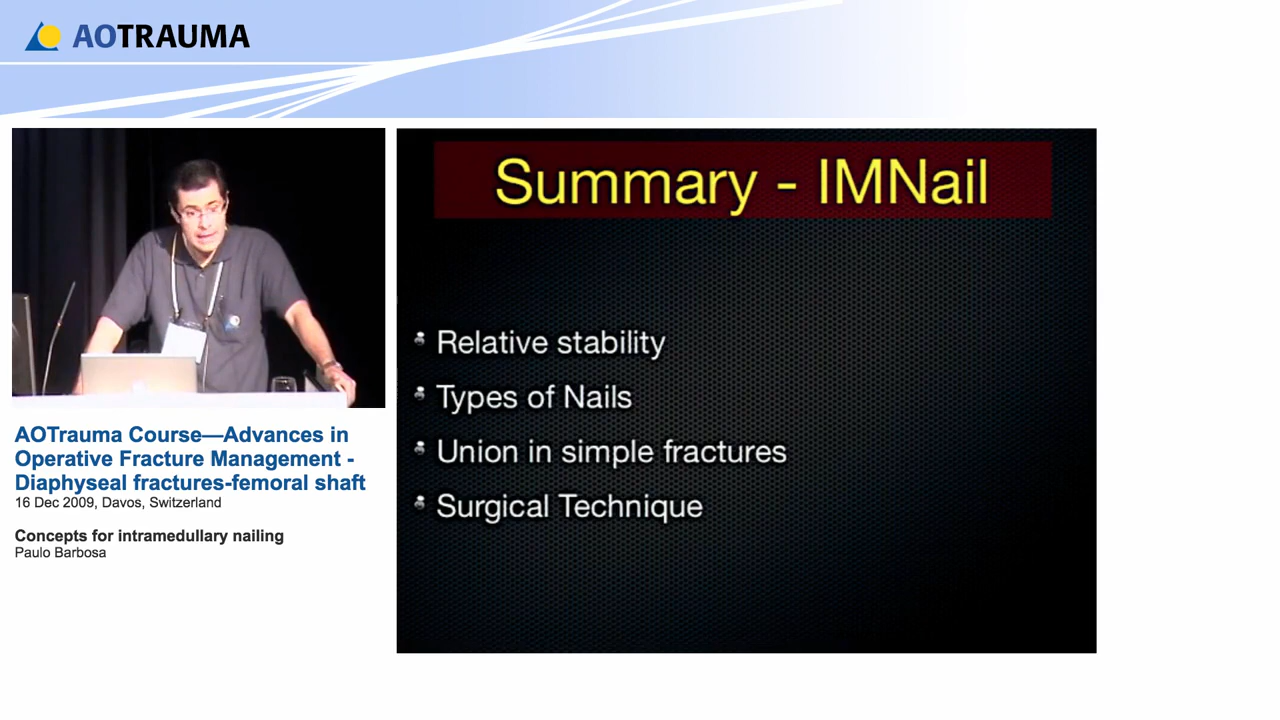 AOTRAUMA
Summary - IMNail
Relative stability
Types of Nails
Union in simple fractures
Surgical Technique
AOTrauma Course—Advances in
Operative Fracture Management -
Diaphyseal fractures-femoral shaft
16 Dec 2009, Davos, Switzerland
Concepts for intramedullary nailing
Paulo Barbosa